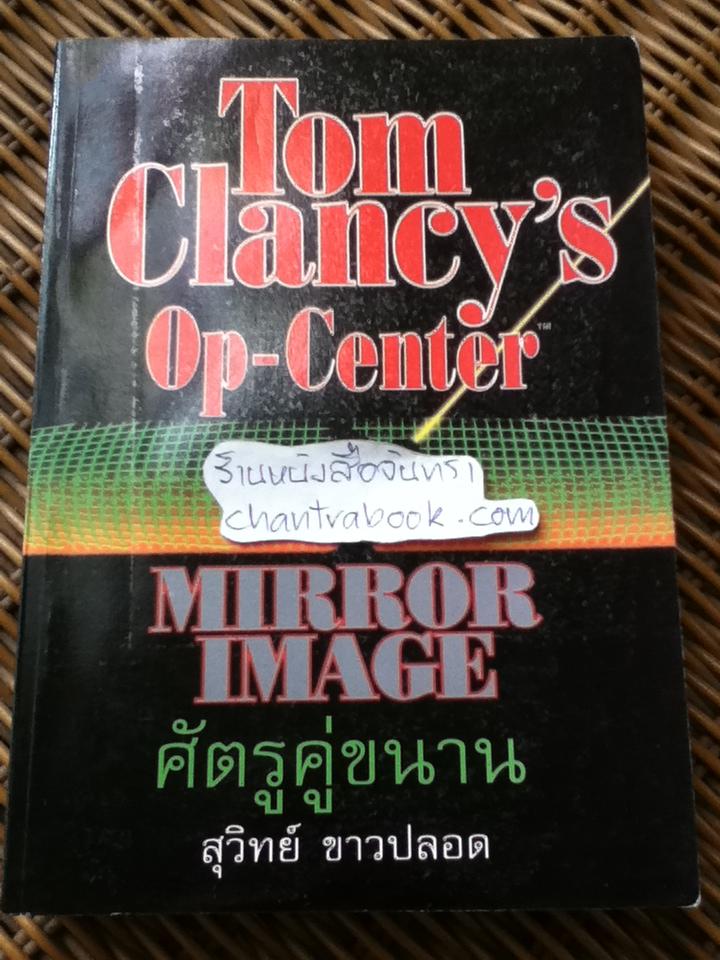 Tom
Clancy's
Op-Center™
ร้านหนังสือจันทรา
chantrabook.com
MIRROR
IMAGE
ศัตรูคู่ขนาน
สุวิทย์ ขาวปลอด